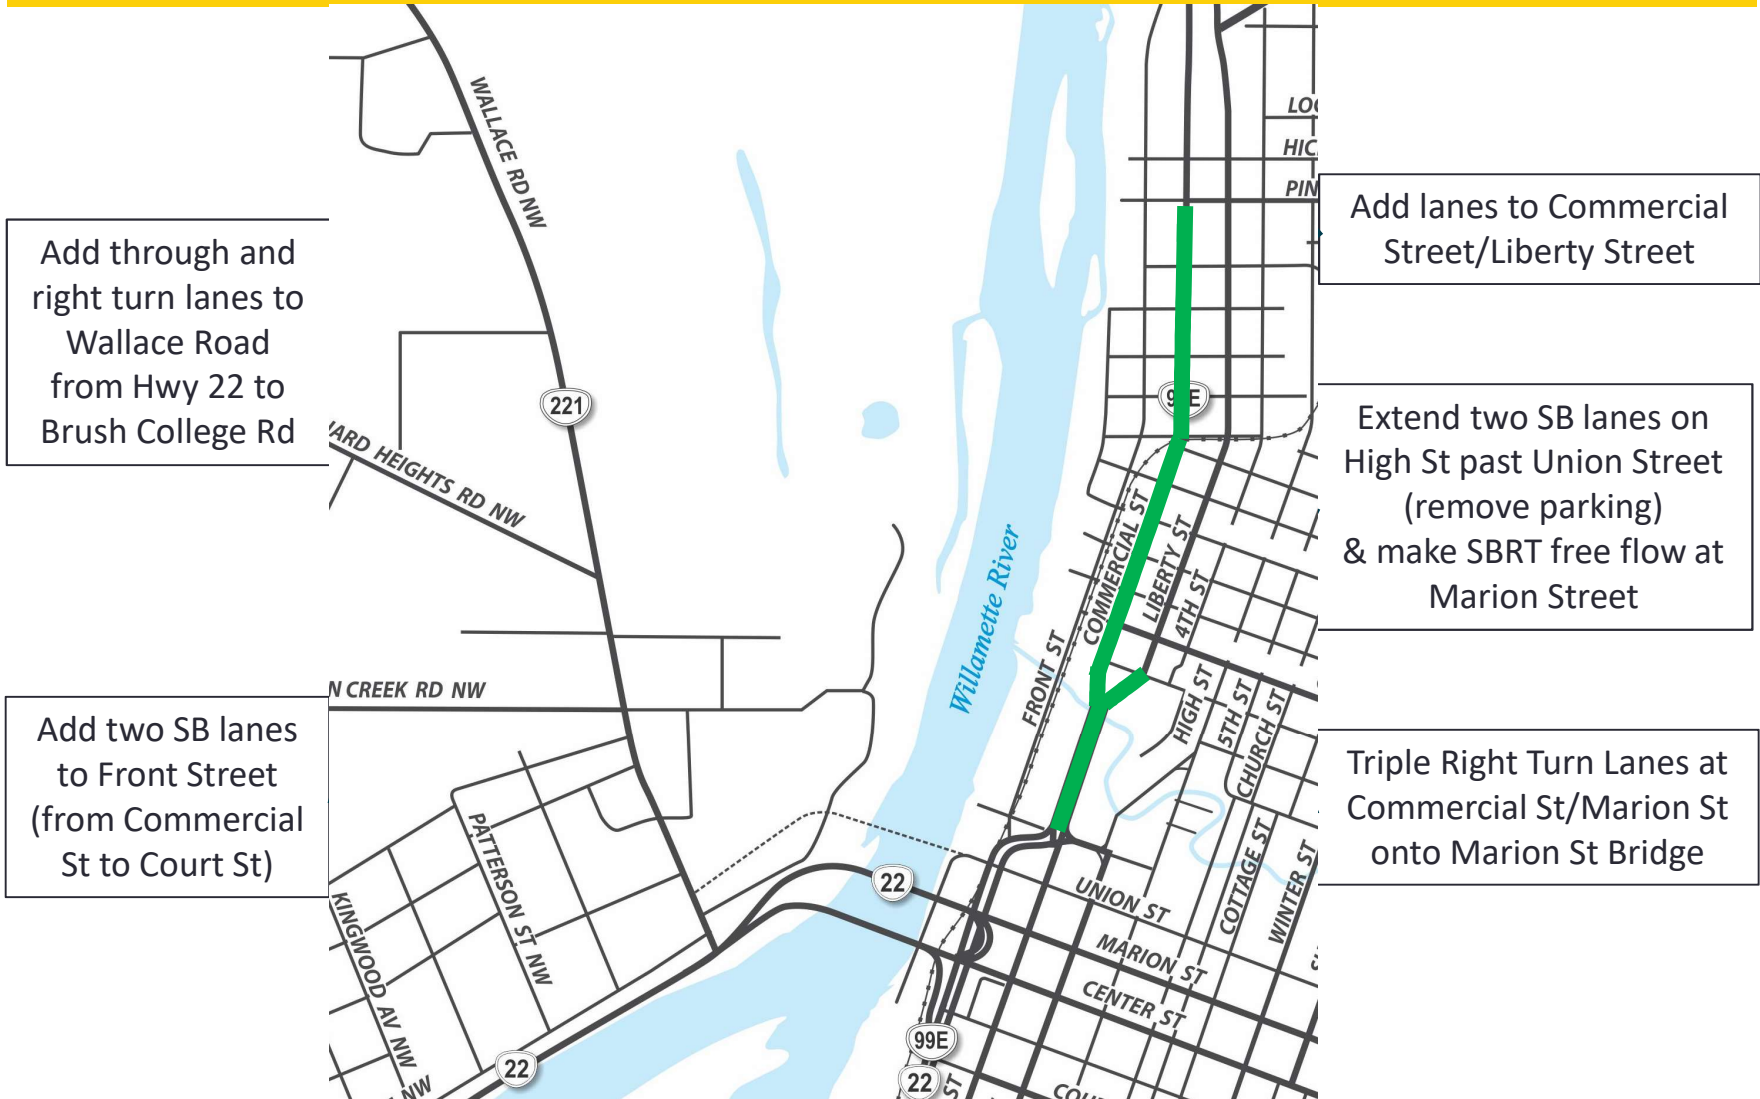 Add through and
right turn lanes to
Wallace Road
from Hwy 22 to
Brush College Rd
Add two SB lanes
to Front Street
(from Commercial
St to Court St)
WALLACE RD NW
221
HEIGHTS RD NW
CREEK RD NW
PATTERSON ST NW
KINGWOOD AV NW
NW
22
22
Willamette River
99E
22
ST
FRONT ST
COMMERCIAL ST
LIBERTY ST
4TH ST
HIGH ST
5TH ST
CHURCH ST
COTTAGE ST
WINTER ST
UNION ST
MARION ST
CENTER ST
Add lanes to Commercial
Street/Liberty Street
Extend two SB lanes on
High St past Union Street
(remove parking)
& make SBRT free flow at
Marion Street
Triple Right Turn Lanes at
Commercial St/Marion St
onto Marion St Bridge